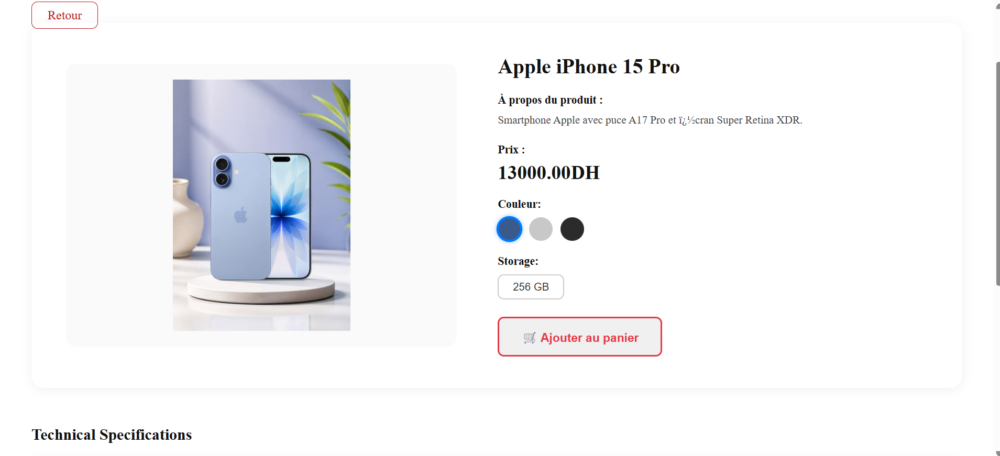 Retour
Apple iPhone 15 Pro
À propos du produit :
Smartphone Apple avec puce A17 Pro et ï¿½cran Super Retina XDR.
Prix :
13000.00DH
Couleur:
Storage:
256 GB
🛒 Ajouter au panier
Technical Specifications